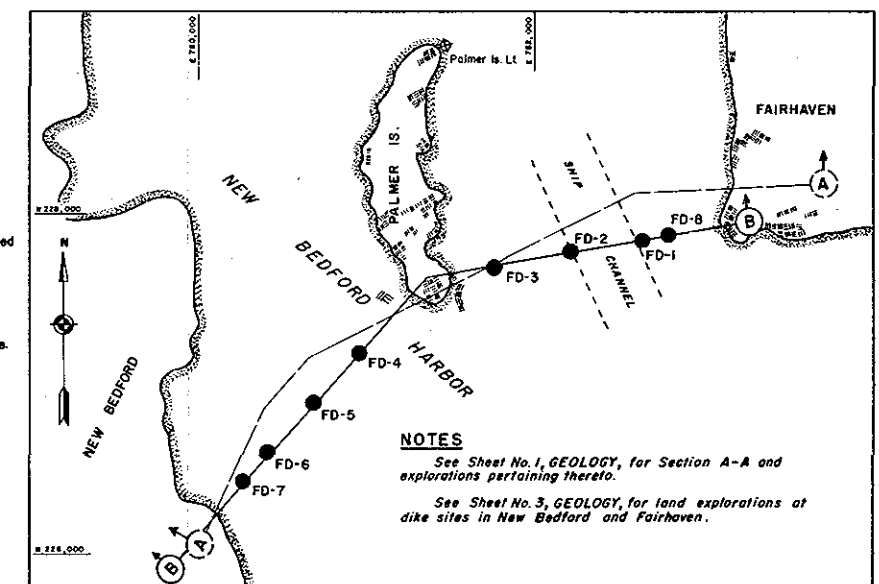 E 780,000
E 782,000
Palmer Is. Lt.
FAIRHAVEN
PALMER IS.
SHIP
CHANNEL
A
N 228,000
B
NEW
BEDFORD
HARBOR
FD-8
FD-2
FD-1
FD-3
ed
N
s.
FD-4
NEW BEDFORD
FD-5
FD-6
FD-7
NOTES
See Sheet No. 1, GEOLOGY, for Section A-A and
explorations pertaining thereto.
See Sheet No. 3, GEOLOGY, for land explorations at
dike sites in New Bedford and Fairhaven.
A
N 226,000
B